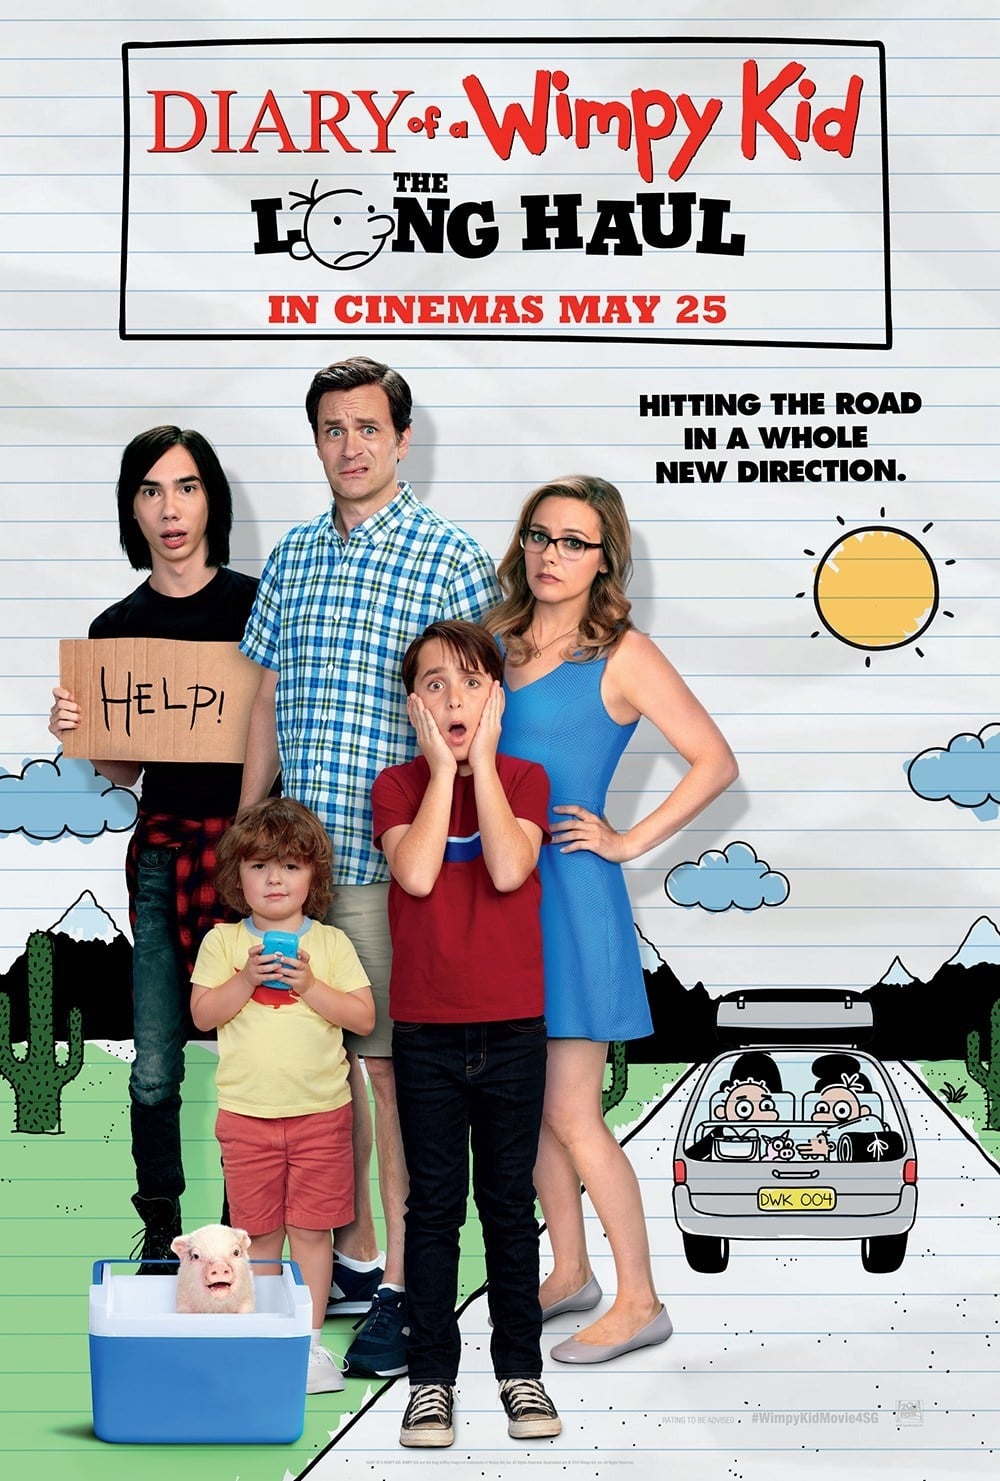 DIARY of a Wimpy Kid
THE
LONG HAUL
IN CINEMAS MAY 25
HITTING THE ROAD
IN A WHOLE
NEW DIRECTION.
HELP!
DWK 004
RATING TO BE ADVISED #WimpyKidMovie4SG